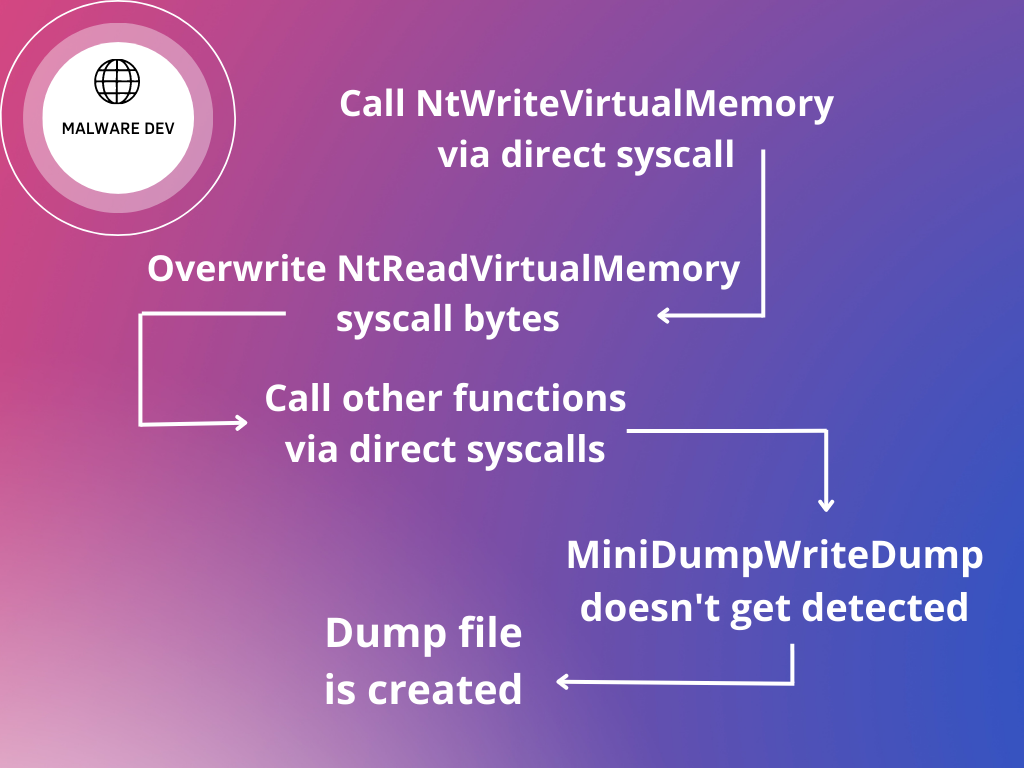 MALWARE DEV
Call NtWriteVirtualMemory
via direct syscall
Overwrite NtReadVirtualMemory
syscall bytes
Call other functions
via direct syscalls
MiniDumpWriteDump
doesn't get detected
Dump file
is created